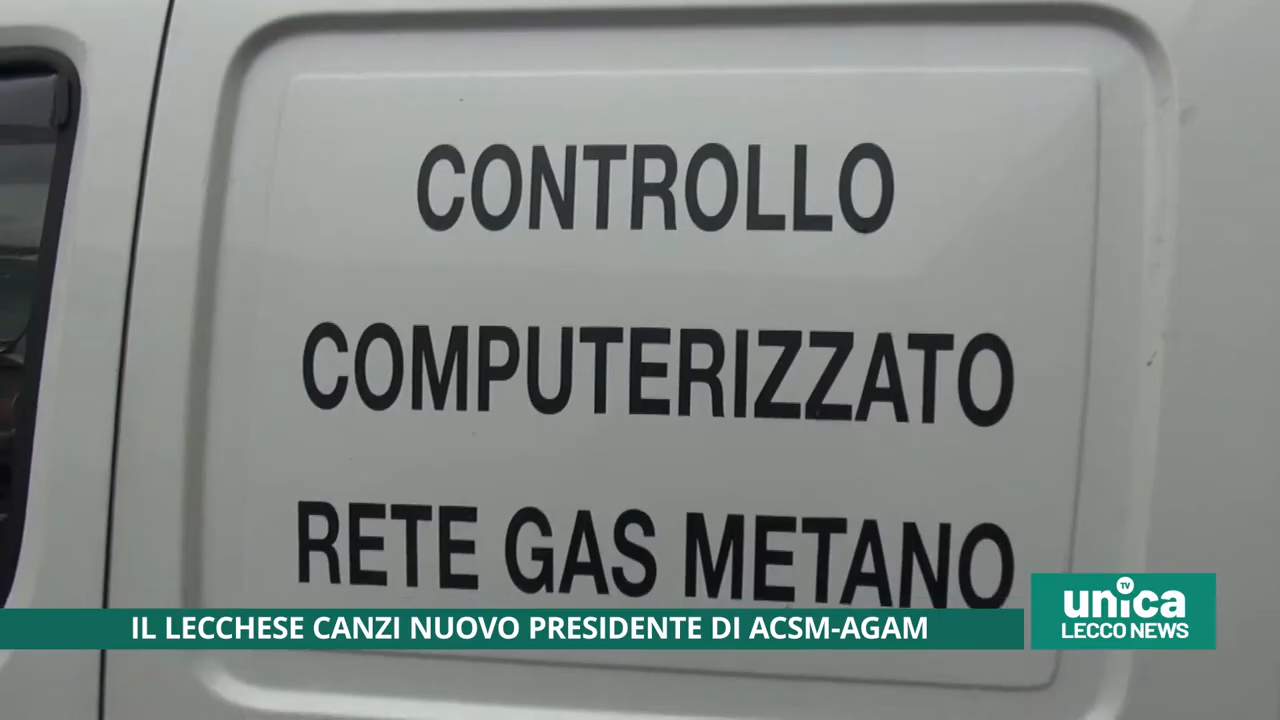 CONTROLLO
COMPUTERIZZATO
RETE GAS METANO
IL LECCHESE CANZI NUOVO PRESIDENTE DI ACSM-AGAM
TV
unica
LECCO NEWS